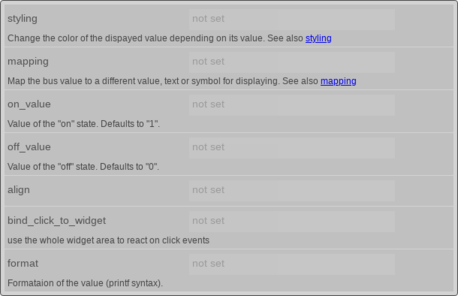 styling not set
Change the color of the dispayed value depending on its value. See also styling
mapping not set
Map the bus value to a different value, text or symbol for displaying. See also mapping
on_value not set
Value of the "on" state. Defaults to "1".
off_value not set
Value of the "off" state. Defaults to "0".
align not set
bind_click_to_widget not set
use the whole widget area to react on click events
format not set
Formataion of the value (printf syntax).